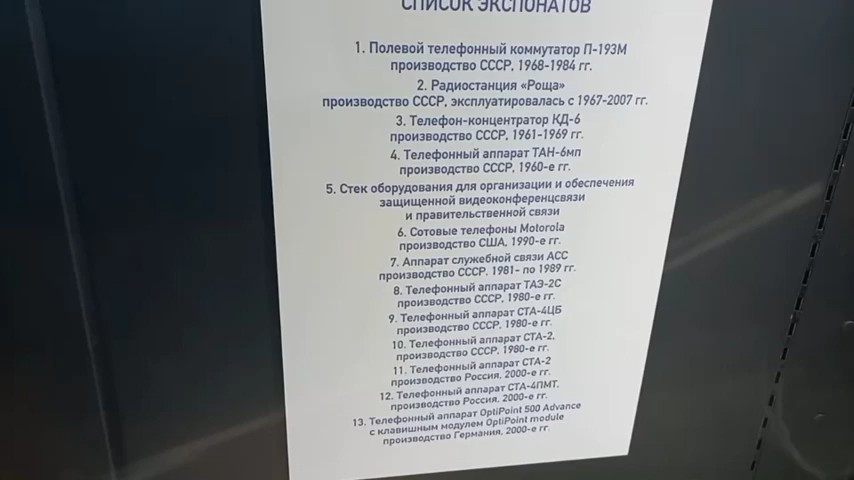 СПИСОК ЭКСПОНАТОВ
1. Полевой телефонный коммутатор П-193М
производство СССР, 1968-1984 гг.
2. Радиостанция «Роща»
производство СССР, эксплуатировалась с 1967-2007 гг.
3. Телефон-концентратор КД-6
производство СССР, 1961-1969 гг.
4. Телефонный аппарат ТАН-6мп
производство СССР, 1960-е гг.
5. Стек оборудования для организации и обеспечения
защищенной видеоконференцсвязи
и правительственной связи
6. Сотовые телефоны Motorola
производство США, 1990-е гг.
7. Аппарат служебной связи АСС
производство СССР. 1981- по 1989 гг.
8. Телефонный аппарат ТАЭ-2С
производство СССР, 1980-е гг.
9. Телефонный аппарат СТА-4ЦБ
производство СССР, 1980-е гг.
10. Телефонный аппарат СТА-2,
производство СССР, 1980-е гг.
11. Телефонный аппарат СТА-2
производство Россия, 2000-е гг.
12. Телефонный аппарат СТА-4ПМТ.
производство Россия, 2000-е гг.
13. Телефонный аппарат OptiPoint 500 Advance
с клавишным модулем OptiPoint module
производство Германия, 2000-е гг.